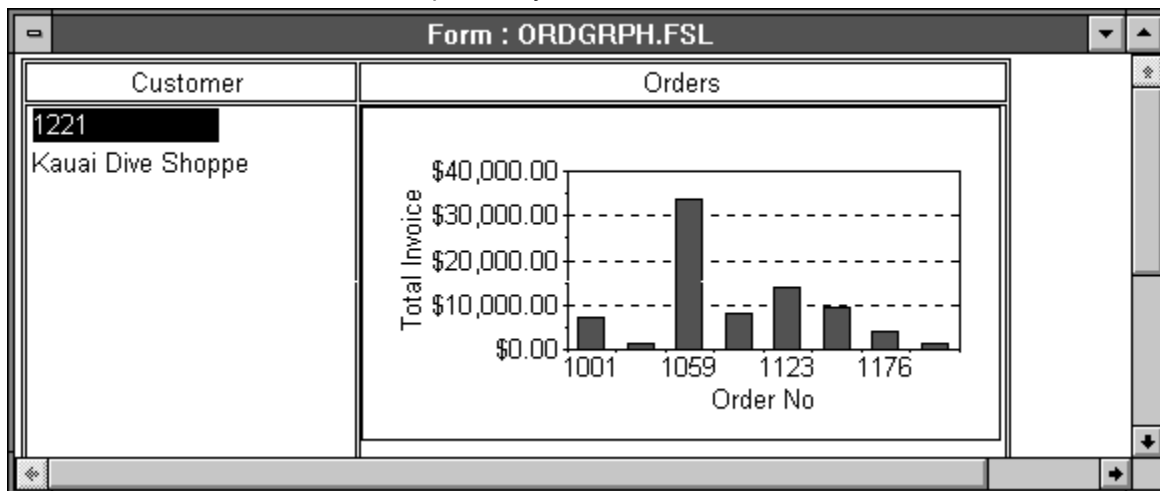 Form : ORDGRPH.FSL
Customer
Orders
1221
Kauai Dive Shoppe
Total Invoice
$40,000.00
$30,000.00
$20,000.00
$10,000.00
$0.00
1001 1059 1123 1176
Order No